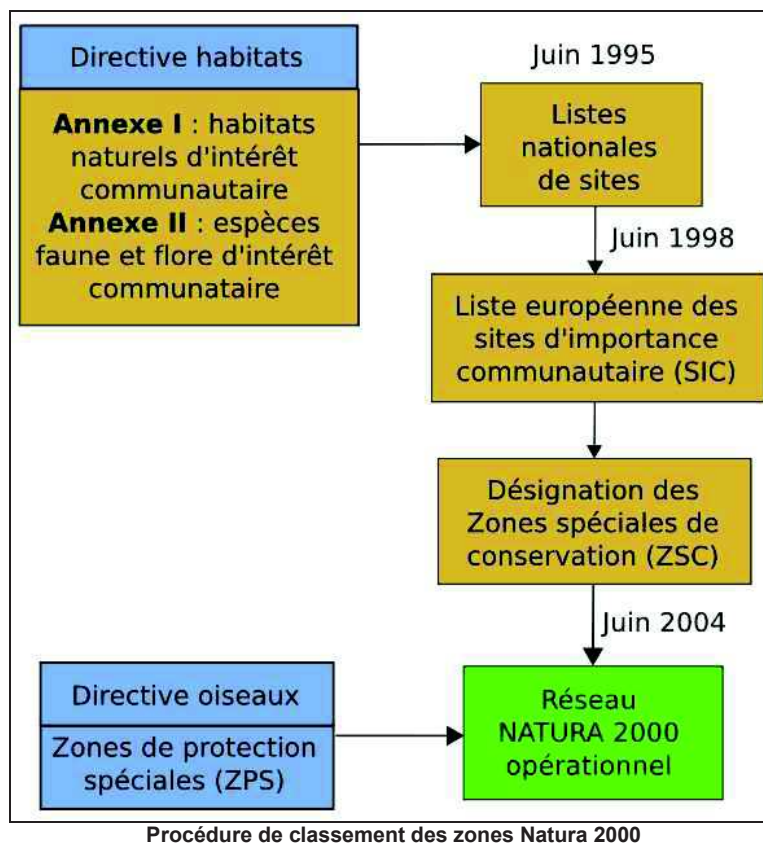 Directive habitats
Annexe I : habitats
naturels d'intérêt
communautaire
Annexe II : espèces
faune et flore d'intérêt
communataire
Juin 1995
Listes
nationales
de sites
Juin 1998
Liste européenne des
sites d'importance
communautaire (SIC)
Désignation des
Zones spéciales de
conservation (ZSC)
Juin 2004
Directive oiseaux
Zones de protection
spéciales (ZPS)
Réseau
NATURA 2000
opérationnel
Procédure de classement des zones Natura 2000